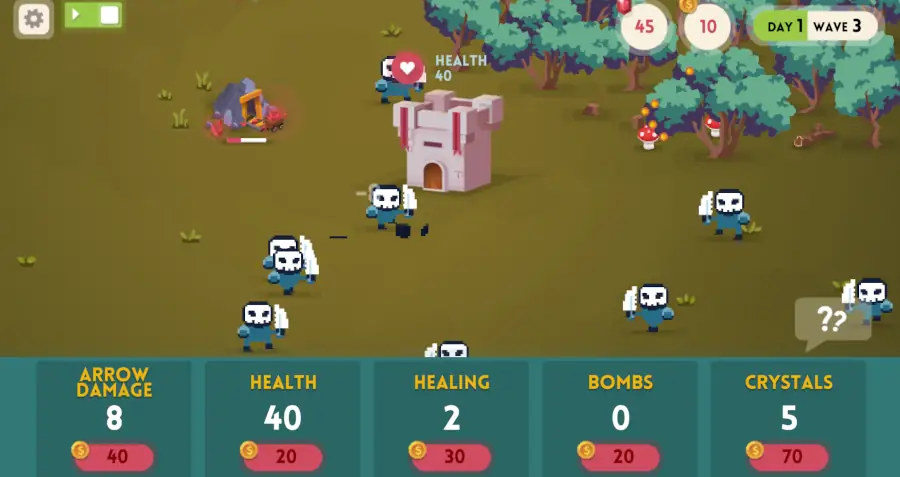 45
10
DAY 1 WAVE 3
HEALTH
40
??
ARROW
DAMAGE
8
40
HEALTH
40
20
HEALING
2
30
BOMBS
0
20
CRYSTALS
5
70